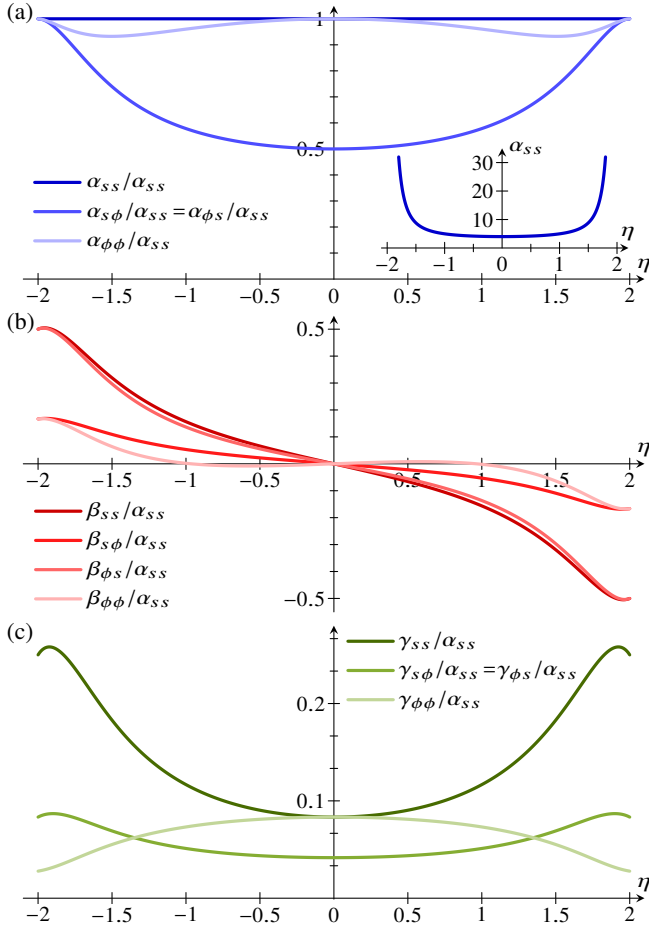 (a)
1
0.5
α_ss/α_ss
α_sϕ/α_ss = α_ϕs/α_ss
α_ϕϕ/α_ss
α_ss
30
20
10
η
−2 −1 0 1 2
η
−2 −1.5 −1 −0.5 0 0.5 1 1.5 2
(b)
0.5
η
−2 −1.5 −1 −0.5 0 0.5 1 1.5 2
β_ss/α_ss
β_sϕ/α_ss
β_ϕs/α_ss
β_ϕϕ/α_ss
−0.5
(c)
γ_ss/α_ss
γ_sϕ/α_ss = γ_ϕs/α_ss
γ_ϕϕ/α_ss
0.2
0.1
η
−2 −1.5 −1 −0.5 0 0.5 1 1.5 2